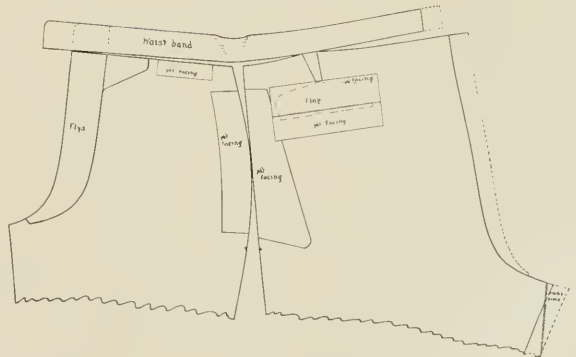 Waist band
pkt facing
Flys
pkt
facing
pkt
facing
pkt facing
Flap
pkt facing